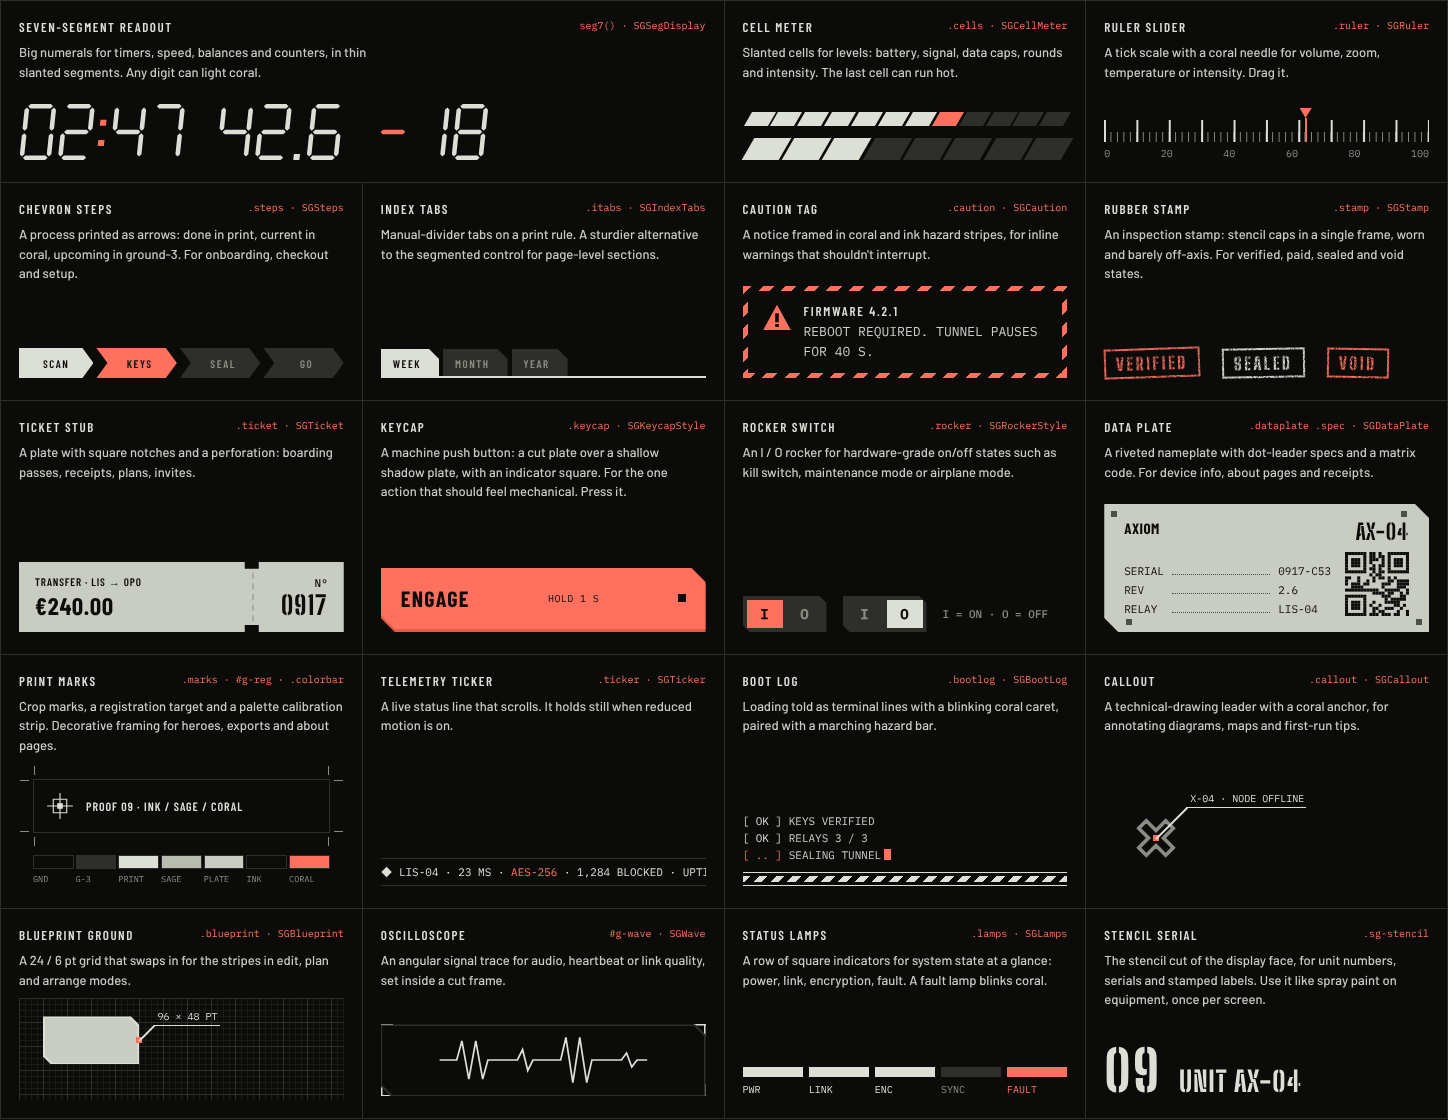 SEVEN-SEGMENT READOUT
seg7() · SGSegDisplay
Big numerals for timers, speed, balances and counters, in thin
slanted segments. Any digit can light coral.
02:47 42.6 – 18
CELL METER
.cells · SGCellMeter
Slanted cells for levels: battery, signal, data caps, rounds
and intensity. The last cell can run hot.
RULER SLIDER
.ruler · SGRuler
A tick scale with a coral needle for volume, zoom,
temperature or intensity. Drag it.
0 20 40 60 80 100
CHEVRON STEPS
.steps · SGSteps
A process printed as arrows: done in print, current in
coral, upcoming in ground-3. For onboarding, checkout
and setup.
SCAN KEYS SEAL GO
INDEX TABS
.itabs · SGIndexTabs
Manual-divider tabs on a print rule. A sturdier alternative
to the segmented control for page-level sections.
WEEK MONTH YEAR
CAUTION TAG
.caution · SGCaution
A notice framed in coral and ink hazard stripes, for inline
warnings that shouldn't interrupt.
FIRMWARE 4.2.1
REBOOT REQUIRED. TUNNEL PAUSES
FOR 40 S.
RUBBER STAMP
.stamp · SGStamp
An inspection stamp: stencil caps in a single frame, worn
and barely off-axis. For verified, paid, sealed and void
states.
VERIFIED SEALED VOID
TICKET STUB
.ticket · SGTicket
A plate with square notches and a perforation: boarding
passes, receipts, plans, invites.
TRANSFER · LIS → OPO
€240.00
N°
0917
KEYCAP
.keycap · SGKeycapStyle
A machine push button: a cut plate over a shallow
shadow plate, with an indicator square. For the one
action that should feel mechanical. Press it.
ENGAGE HOLD 1 S
ROCKER SWITCH
.rocker · SGRockerStyle
An I / O rocker for hardware-grade on/off states such as
kill switch, maintenance mode or airplane mode.
I O I O I = ON · O = OFF
DATA PLATE
.dataplate .spec · SGDataPlate
A riveted nameplate with dot-leader specs and a matrix
code. For device info, about pages and receipts.
AXIOM AX-04
SERIAL 0917-C53
REV 2.6
RELAY LIS-04
PRINT MARKS
.marks · #g-reg · .colorbar
Crop marks, a registration target and a palette calibration
strip. Decorative framing for heroes, exports and about
pages.
PROOF 09 · INK / SAGE / CORAL
GND G-3 PRINT SAGE PLATE INK CORAL
TELEMETRY TICKER
.ticker · SGTicker
A live status line that scrolls. It holds still when reduced
motion is on.
LIS-04 · 23 MS · AES-256 · 1,284 BLOCKED · UPTI
BOOT LOG
.bootlog · SGBootLog
Loading told as terminal lines with a blinking coral caret,
paired with a marching hazard bar.
[ OK ] KEYS VERIFIED
[ OK ] RELAYS 3 / 3
[ .. ] SEALING TUNNEL
CALLOUT
.callout · SGCallout
A technical-drawing leader with a coral anchor, for
annotating diagrams, maps and first-run tips.
X-04 · NODE OFFLINE
BLUEPRINT GROUND
.blueprint · SGBlueprint
A 24 / 6 pt grid that swaps in for the stripes in edit, plan
and arrange modes.
96 × 48 PT
OSCILLOSCOPE
#g-wave · SGWave
An angular signal trace for audio, heartbeat or link quality,
set inside a cut frame.
STATUS LAMPS
.lamps · SGLamps
A row of square indicators for system state at a glance:
power, link, encryption, fault. A fault lamp blinks coral.
PWR LINK ENC SYNC FAULT
STENCIL SERIAL
.sg-stencil
The stencil cut of the display face, for unit numbers,
serials and stamped labels. Use it like spray paint on
equipment, once per screen.
09 UNIT AX-04